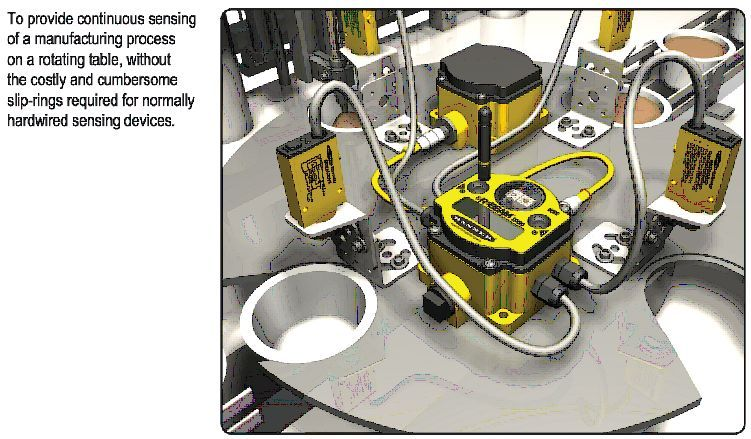 To provide continuous sensing
of a manufacturing process
on a rotating table, without
the costly and cumbersome
slip-rings required for normally
hardwired sensing devices.